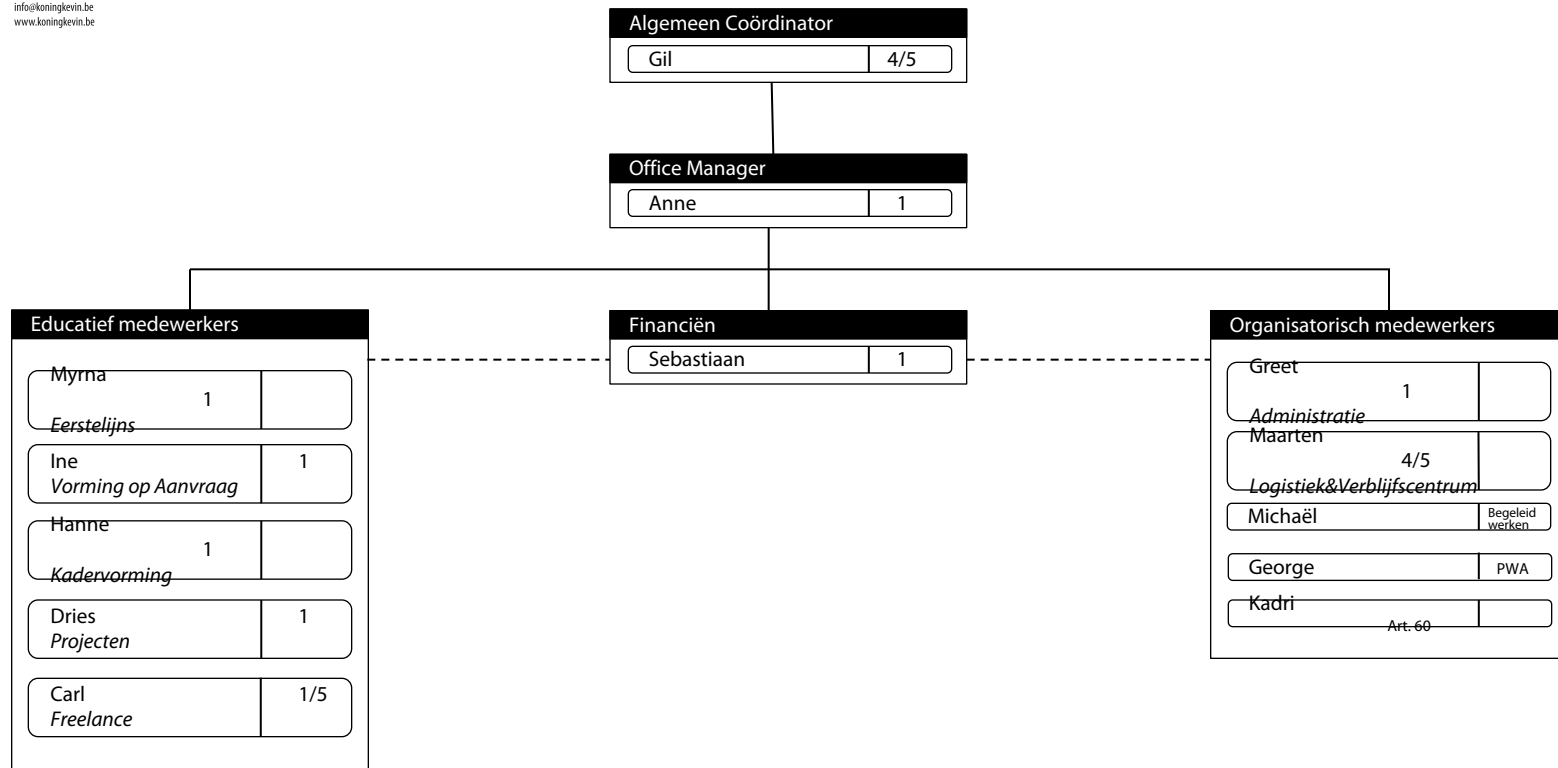 info@koningkevin.be
www.koningkevin.be
Algemeen Coördinator
Gil 4/5
Office Manager
Anne 1
Educatief medewerkers
Myrna
1
Eerstelijns
Ine 1
Vorming op Aanvraag
Hanne
1
Kadervorming
Dries 1
Projecten
Carl 1/5
Freelance
Financiën
Sebastiaan 1
Organisatorisch medewerkers
Greet
1
Administratie
Maarten
4/5
Logistiek&Verblijfscentrum
Michaël Begeleid
werken
George PWA
Kadri
Art. 60